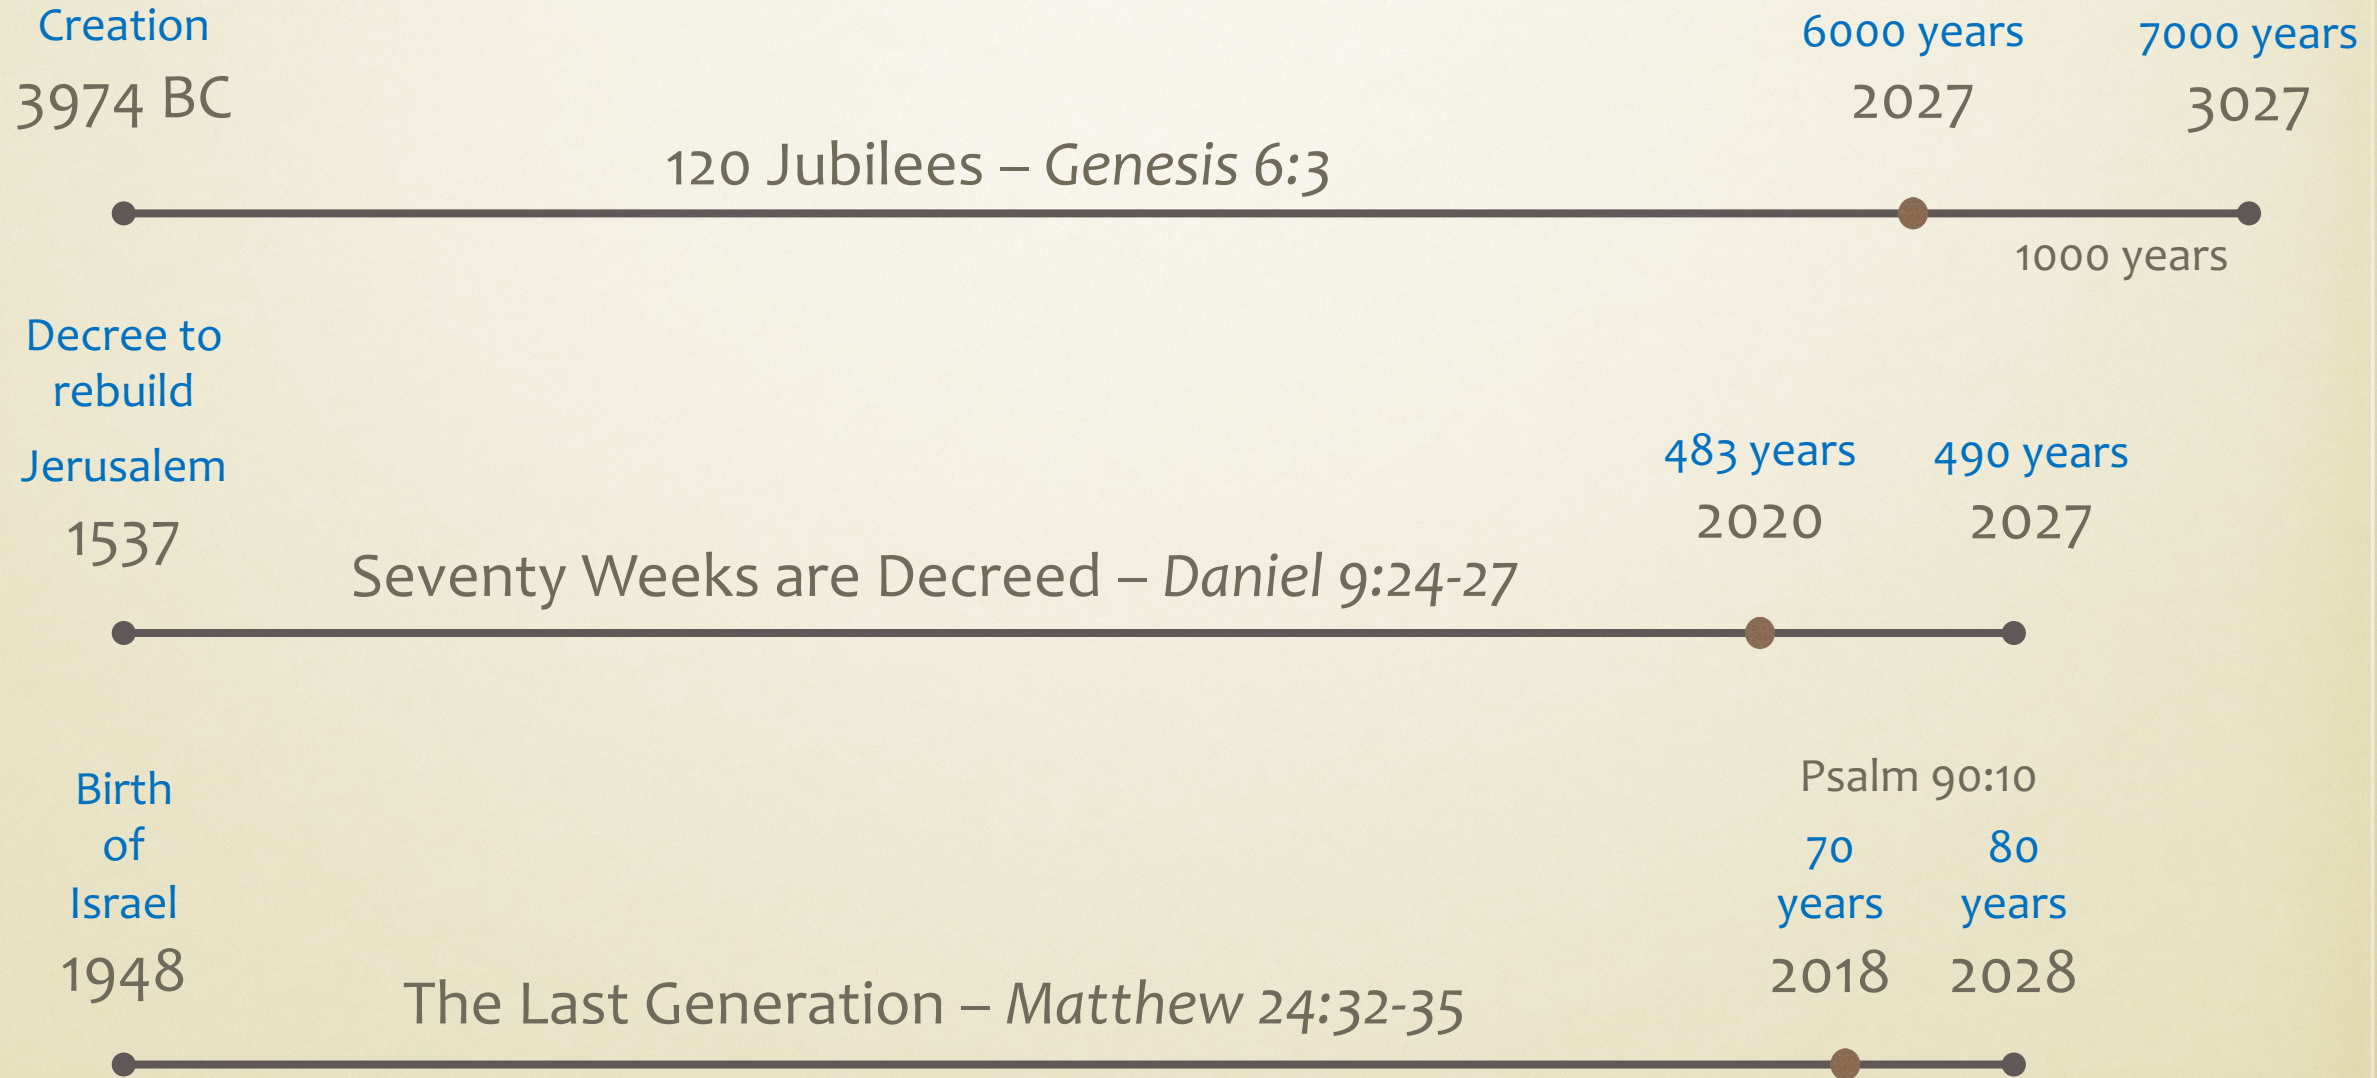 Creation
3974 BC
6000 years
2027
7000 years
3027
120 Jubilees – Genesis 6:3
1000 years
Decree to
rebuild
Jerusalem
1537
483 years
2020
490 years
2027
Seventy Weeks are Decreed – Daniel 9:24-27
Birth
of
Israel
1948
Psalm 90:10
70
years
2018
80
years
2028
The Last Generation – Matthew 24:32-35